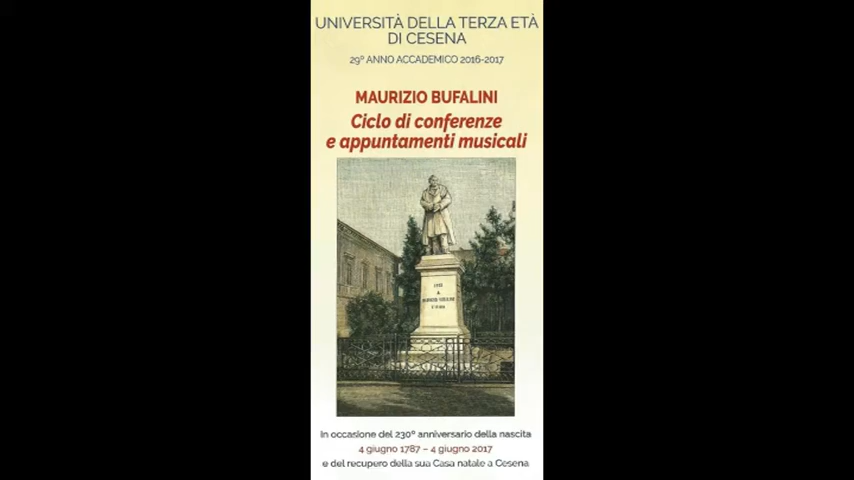 UNIVERSITÀ DELLA TERZA ETÀ
DI CESENA
29° ANNO ACCADEMICO 2016-2017
MAURIZIO BUFALINI
Ciclo di conferenze
e appuntamenti musicali
A
In occasione del 230° anniversario della nascita
4 giugno 1787 – 4 giugno 2017
e del recupero della sua Casa natale a Cesena